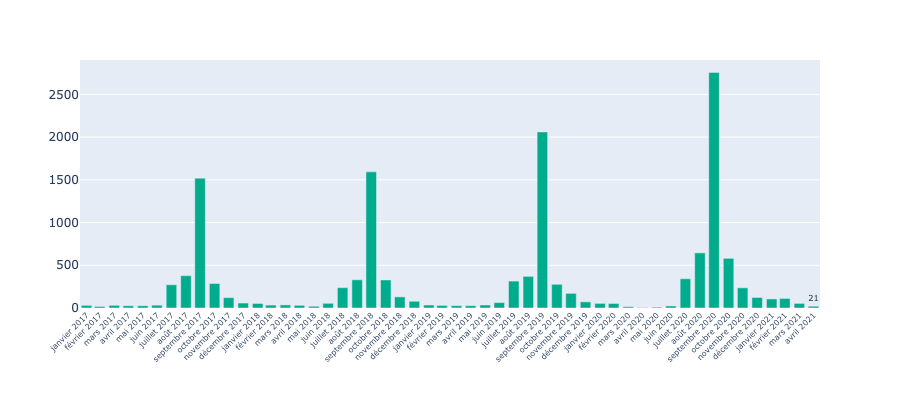 2500
2000
1500
1000
500
0
21
janvier 2017
février 2017
mars 2017
avril 2017
mai 2017
juin 2017
juillet 2017
août 2017
septembre 2017
octobre 2017
novembre 2017
décembre 2017
janvier 2018
février 2018
mars 2018
avril 2018
mai 2018
juin 2018
juillet 2018
août 2018
septembre 2018
octobre 2018
novembre 2018
décembre 2018
janvier 2019
février 2019
mars 2019
avril 2019
mai 2019
juin 2019
juillet 2019
août 2019
septembre 2019
octobre 2019
novembre 2019
décembre 2019
janvier 2020
février 2020
mars 2020
avril 2020
mai 2020
juin 2020
juillet 2020
août 2020
septembre 2020
octobre 2020
novembre 2020
décembre 2020
janvier 2021
février 2021
mars 2021
avril 2021